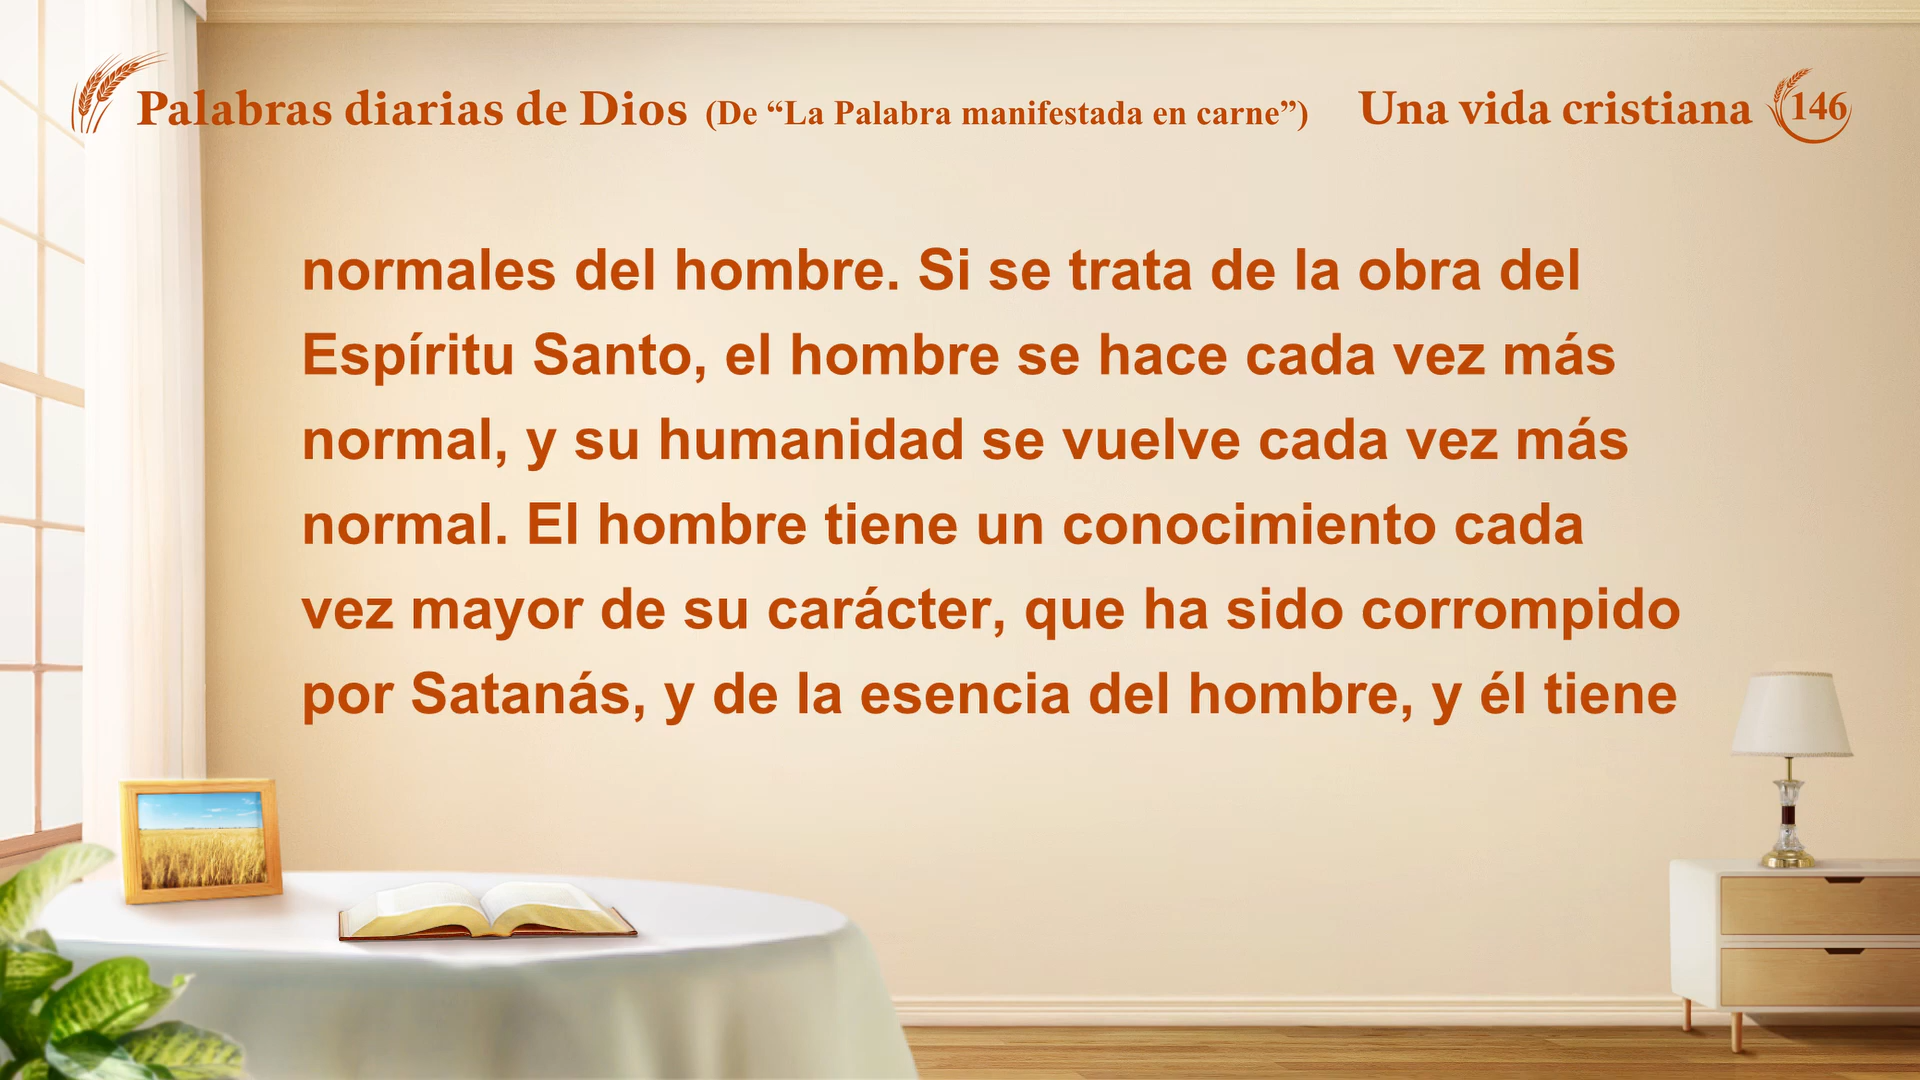 Palabras diarias de Dios (De “La Palabra manifestada en carne”) Una vida cristiana 146
normales del hombre. Si se trata de la obra del
Espíritu Santo, el hombre se hace cada vez más
normal, y su humanidad se vuelve cada vez más
normal. El hombre tiene un conocimiento cada
vez mayor de su carácter, que ha sido corrompido
por Satanás, y de la esencia del hombre, y él tiene